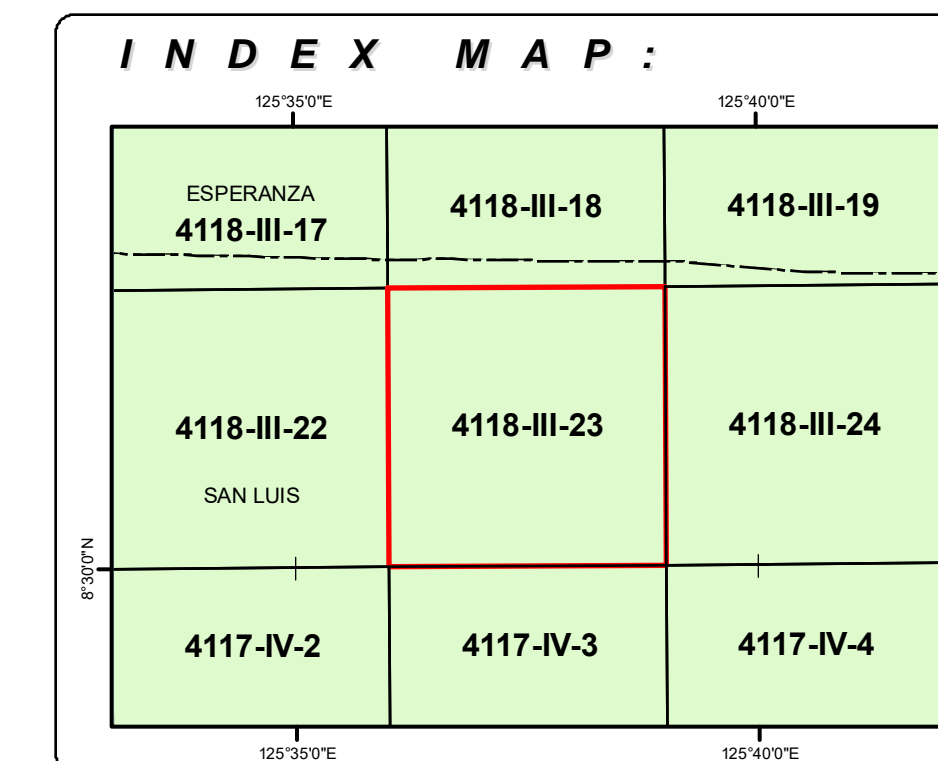 INDEX MAP:
125°35'0"E 125°40'0"E
ESPERANZA
4118-III-17 4118-III-18 4118-III-19
4118-III-22 4118-III-23 4118-III-24
SAN LUIS
8°30'0"N
4117-IV-2 4117-IV-3 4117-IV-4
125°35'0"E 125°40'0"E